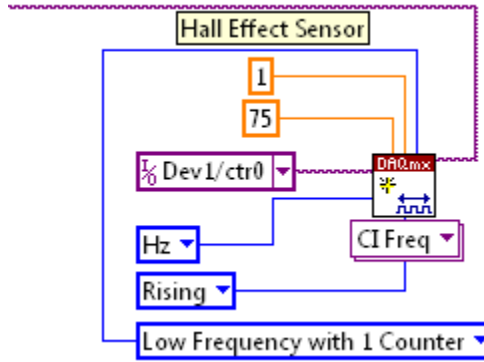 Hall Effect Sensor
1
75
DAQmx
I/O Dev1/ctr0
Hz
CI Freq
Rising
Low Frequency with 1 Counter